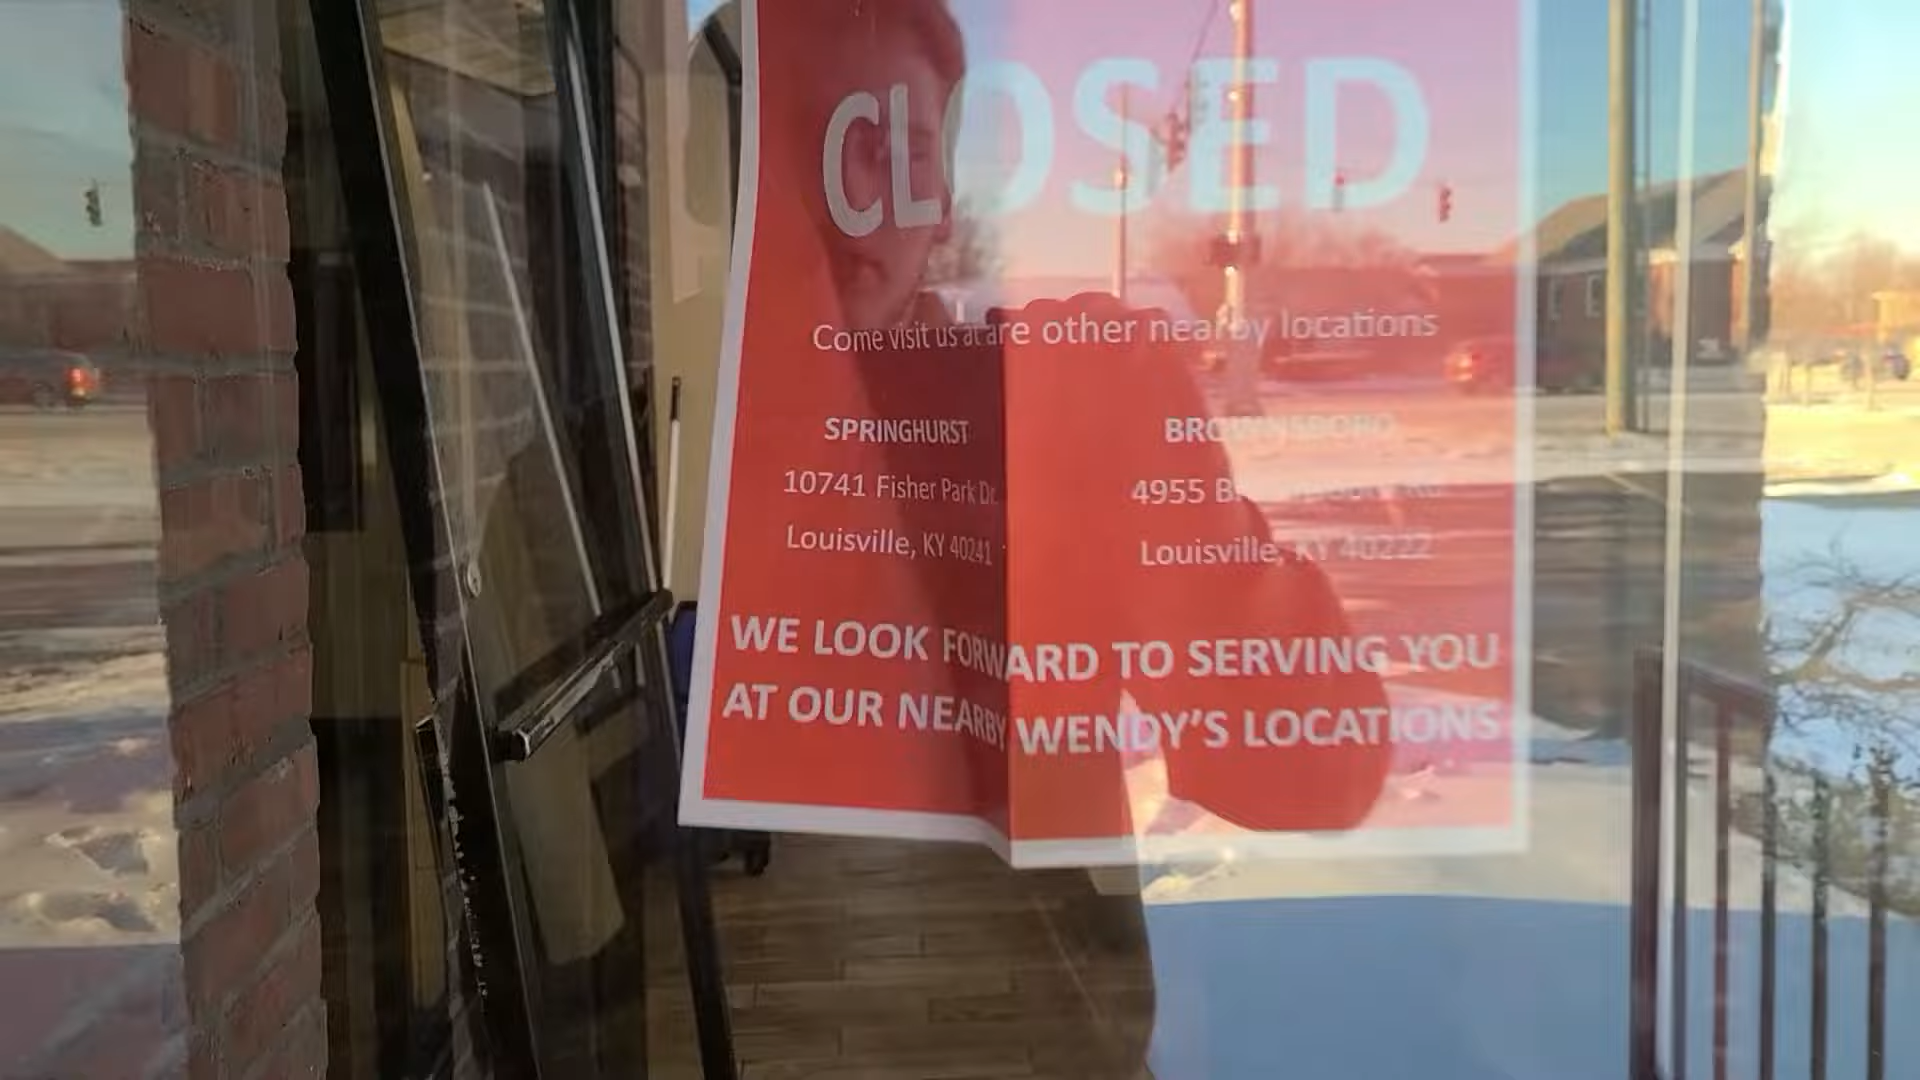 CLOSED
Come visit us at are other nearby locations
SPRINGHURST BROWNSBORO
10741 Fisher Park Dr. 4955
Louisville, KY 40241 Louisville, KY 40222
WE LOOK FORWARD TO SERVING YOU
AT OUR NEARBY WENDY'S LOCATIONS